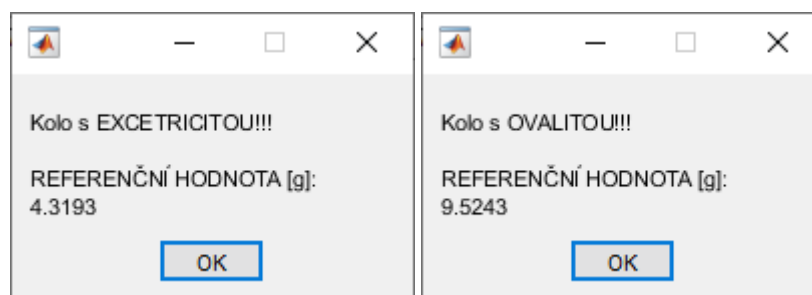 Kolo s EXCETRICITOU!!!
REFERENČNÍ HODNOTA [g]:
4.3193
OK
Kolo s OVALITOU!!!
REFERENČNÍ HODNOTA [g]:
9.5243
OK